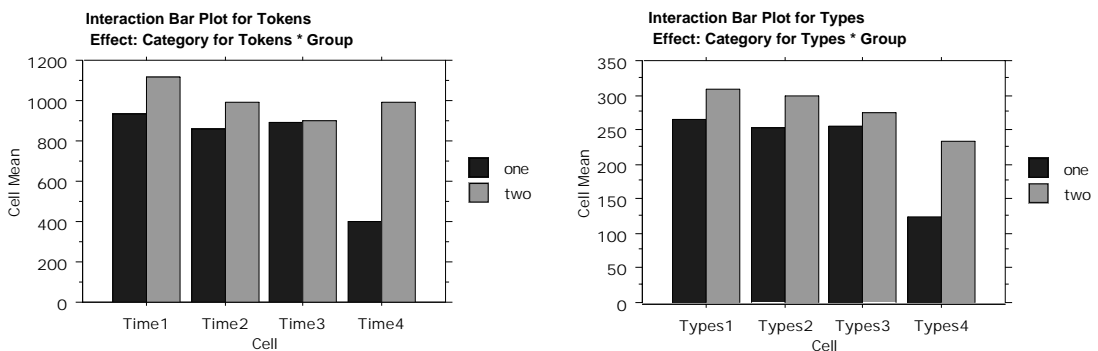 Interaction Bar Plot for Tokens
Effect: Category for Tokens * Group
1200
1000
800
600
400
200
0
Cell Mean
Time1 Time2 Time3 Time4
Cell
one
two
Interaction Bar Plot for Types
Effect: Category for Types * Group
350
300
250
200
150
100
50
0
Cell Mean
Types1 Types2 Types3 Types4
Cell
one
two